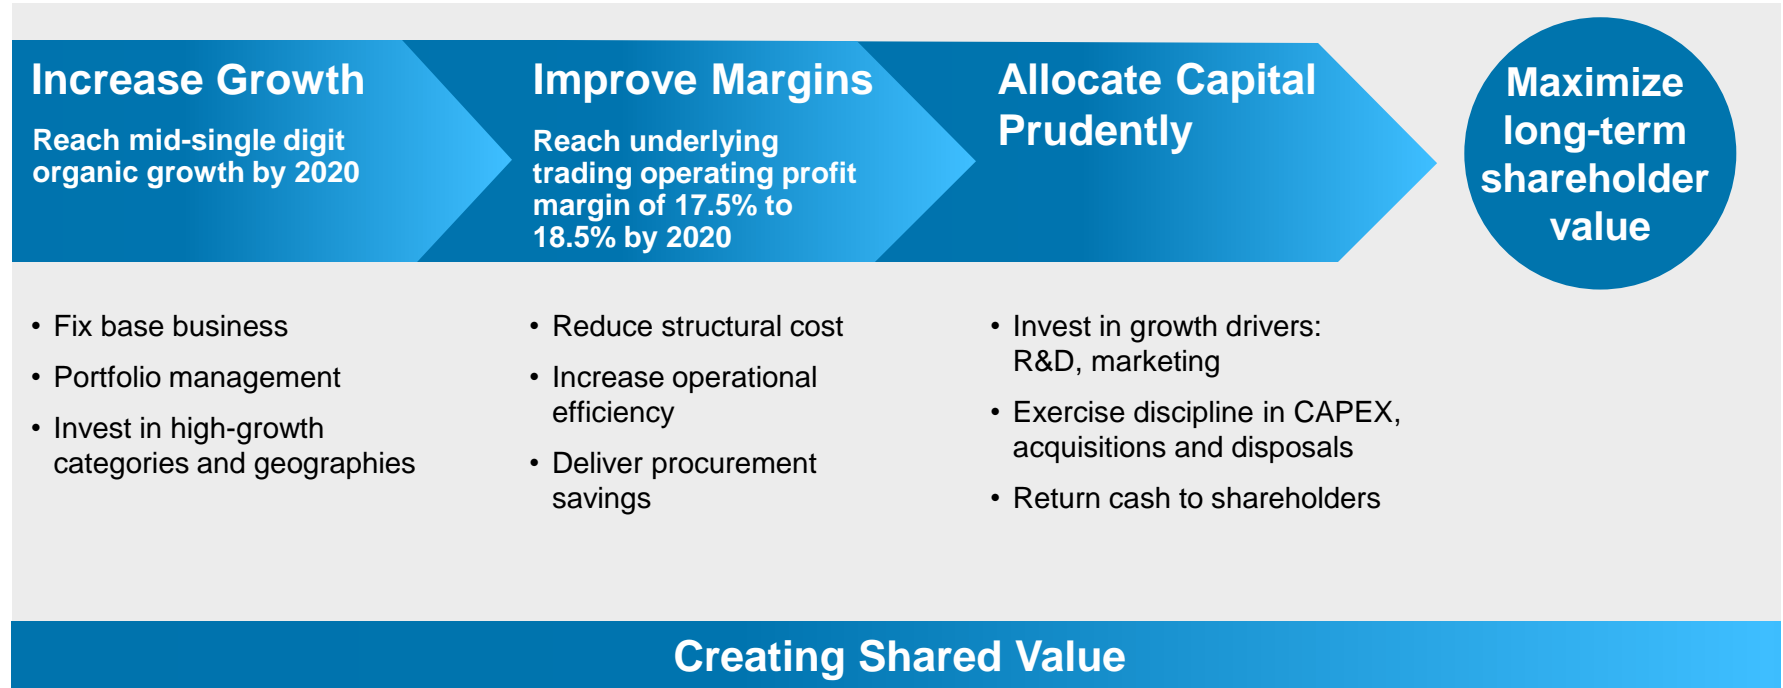 Increase Growth
Reach mid-single digit
organic growth by 2020
Improve Margins
Reach underlying
trading operating profit
margin of 17.5% to
18.5% by 2020
Allocate Capital
Prudently
Maximize
long-term
shareholder
value
• Fix base business
• Portfolio management
• Invest in high-growth
categories and geographies
• Reduce structural cost
• Increase operational
efficiency
• Deliver procurement
savings
• Invest in growth drivers:
R&D, marketing
• Exercise discipline in CAPEX,
acquisitions and disposals
• Return cash to shareholders
Creating Shared Value